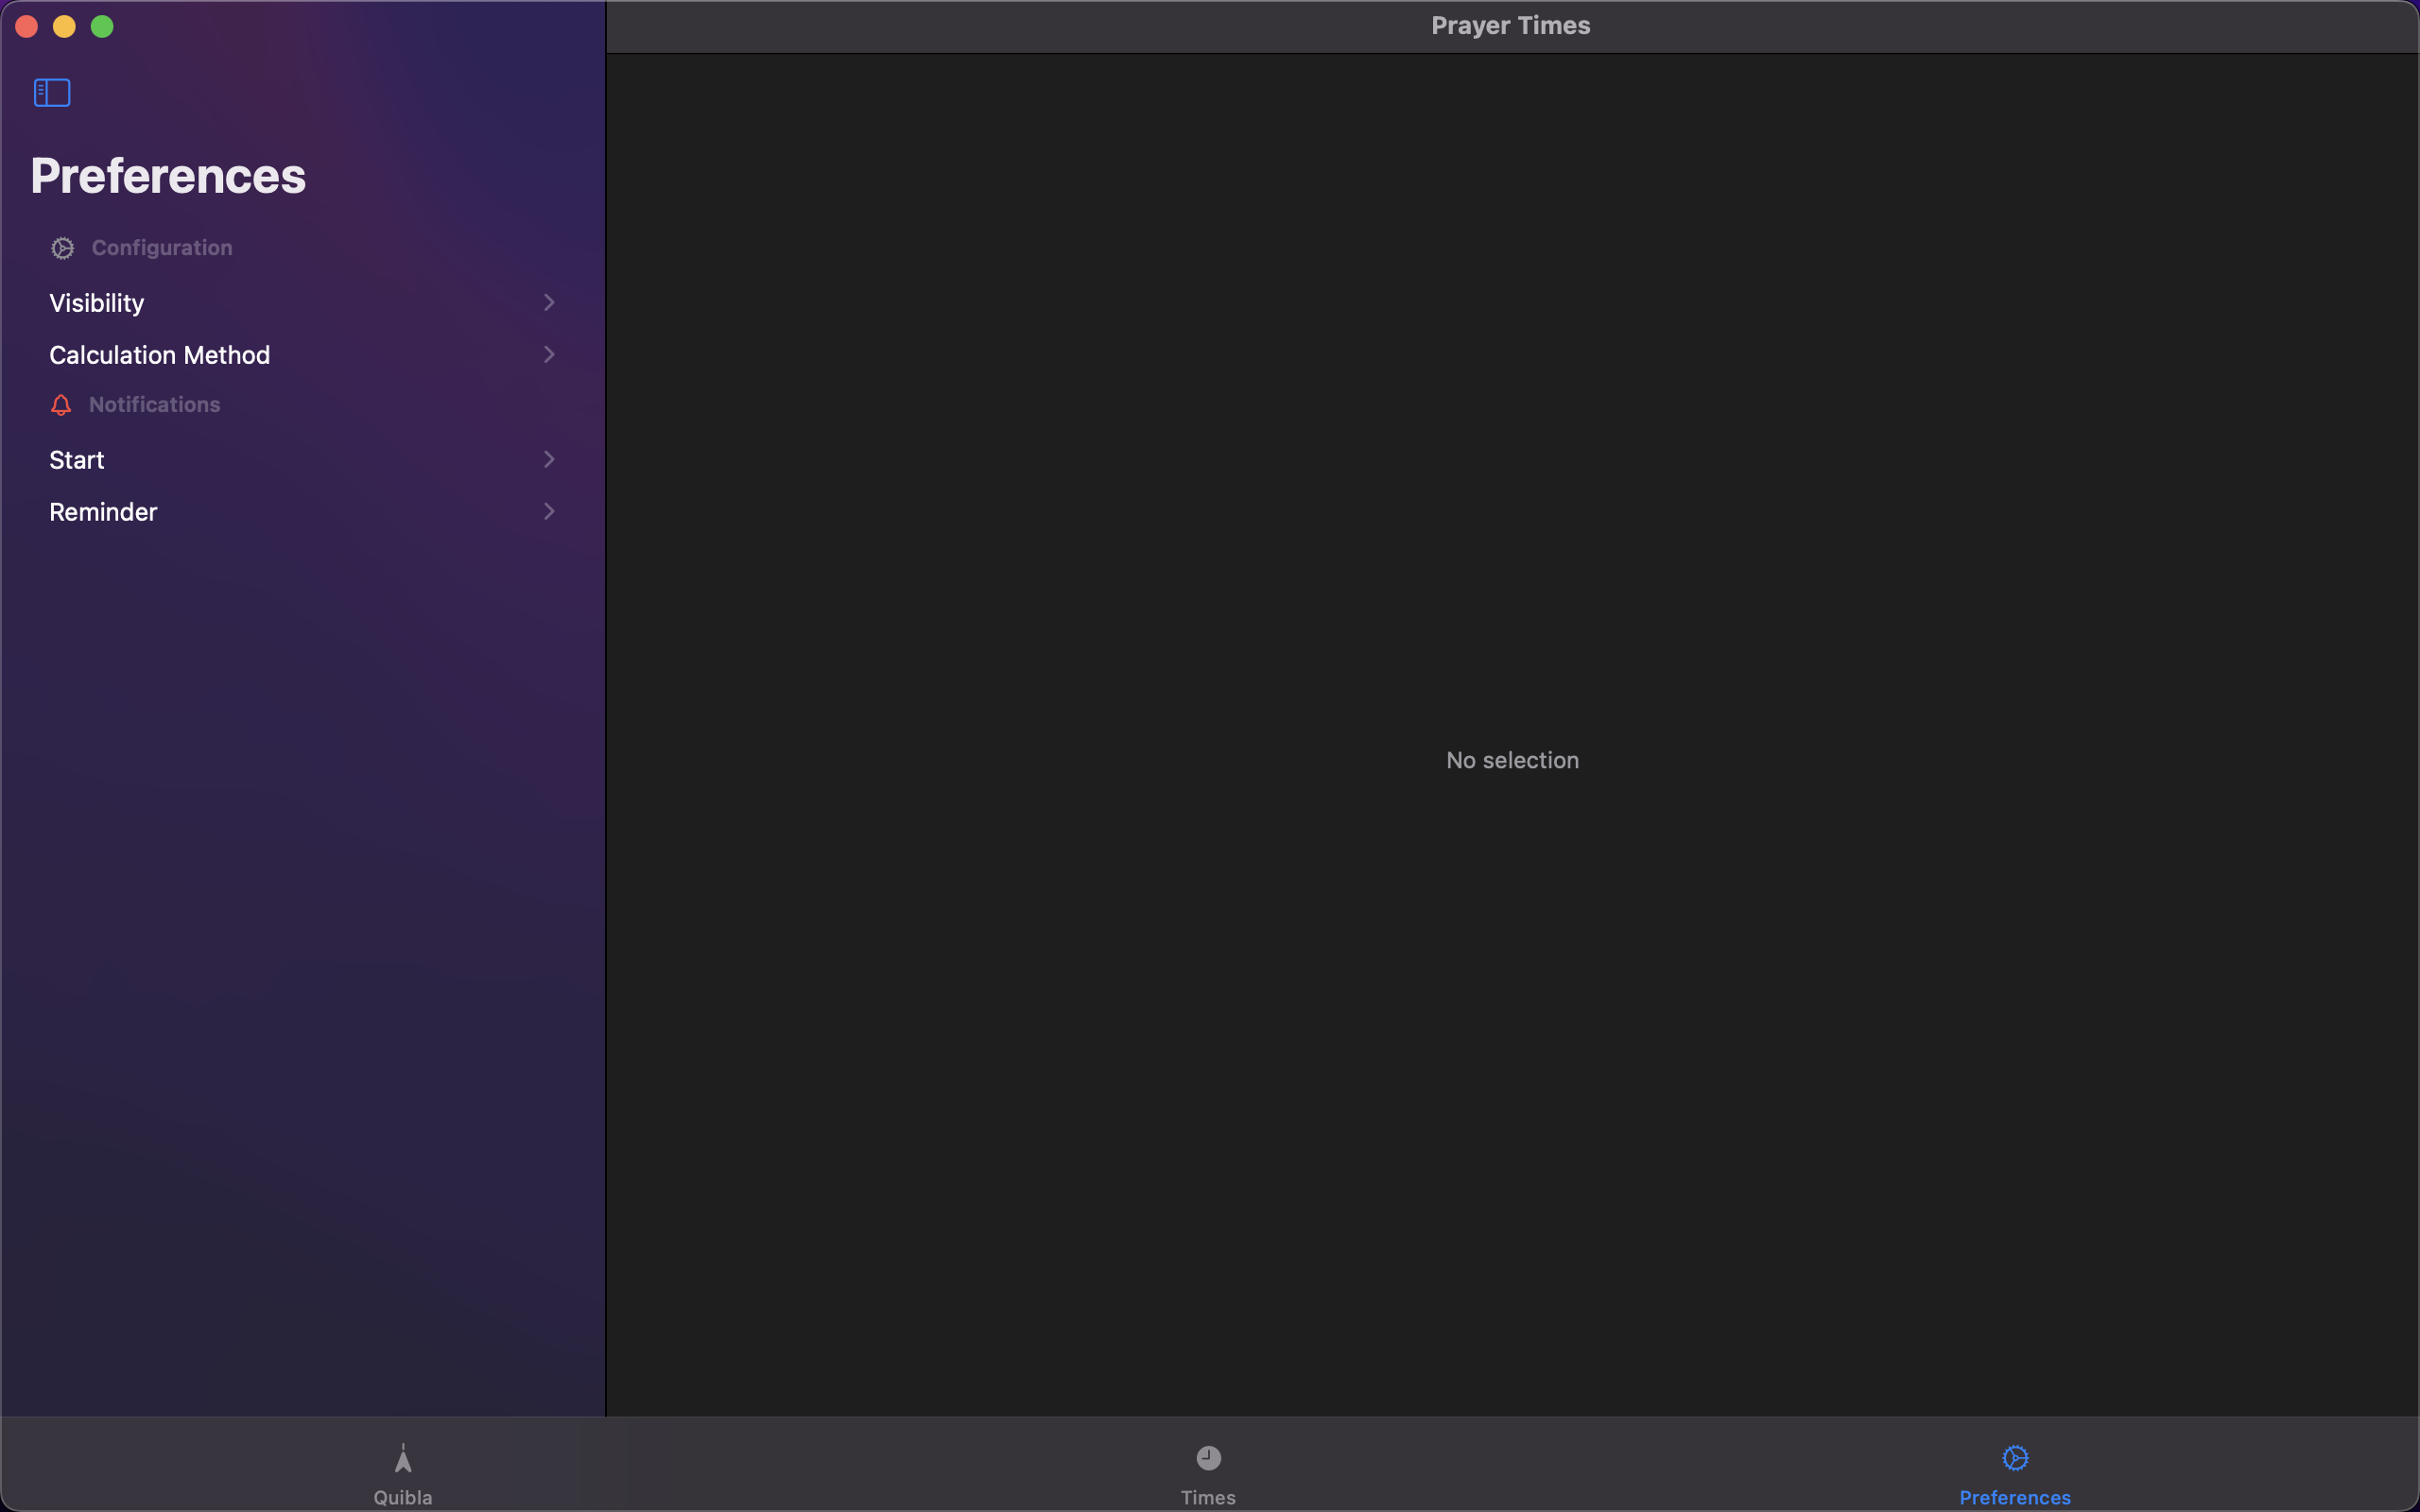 Prayer Times
Preferences
Configuration
Visibility
Calculation Method
Notifications
Start
Reminder
No selection
Quibla
Times
Preferences